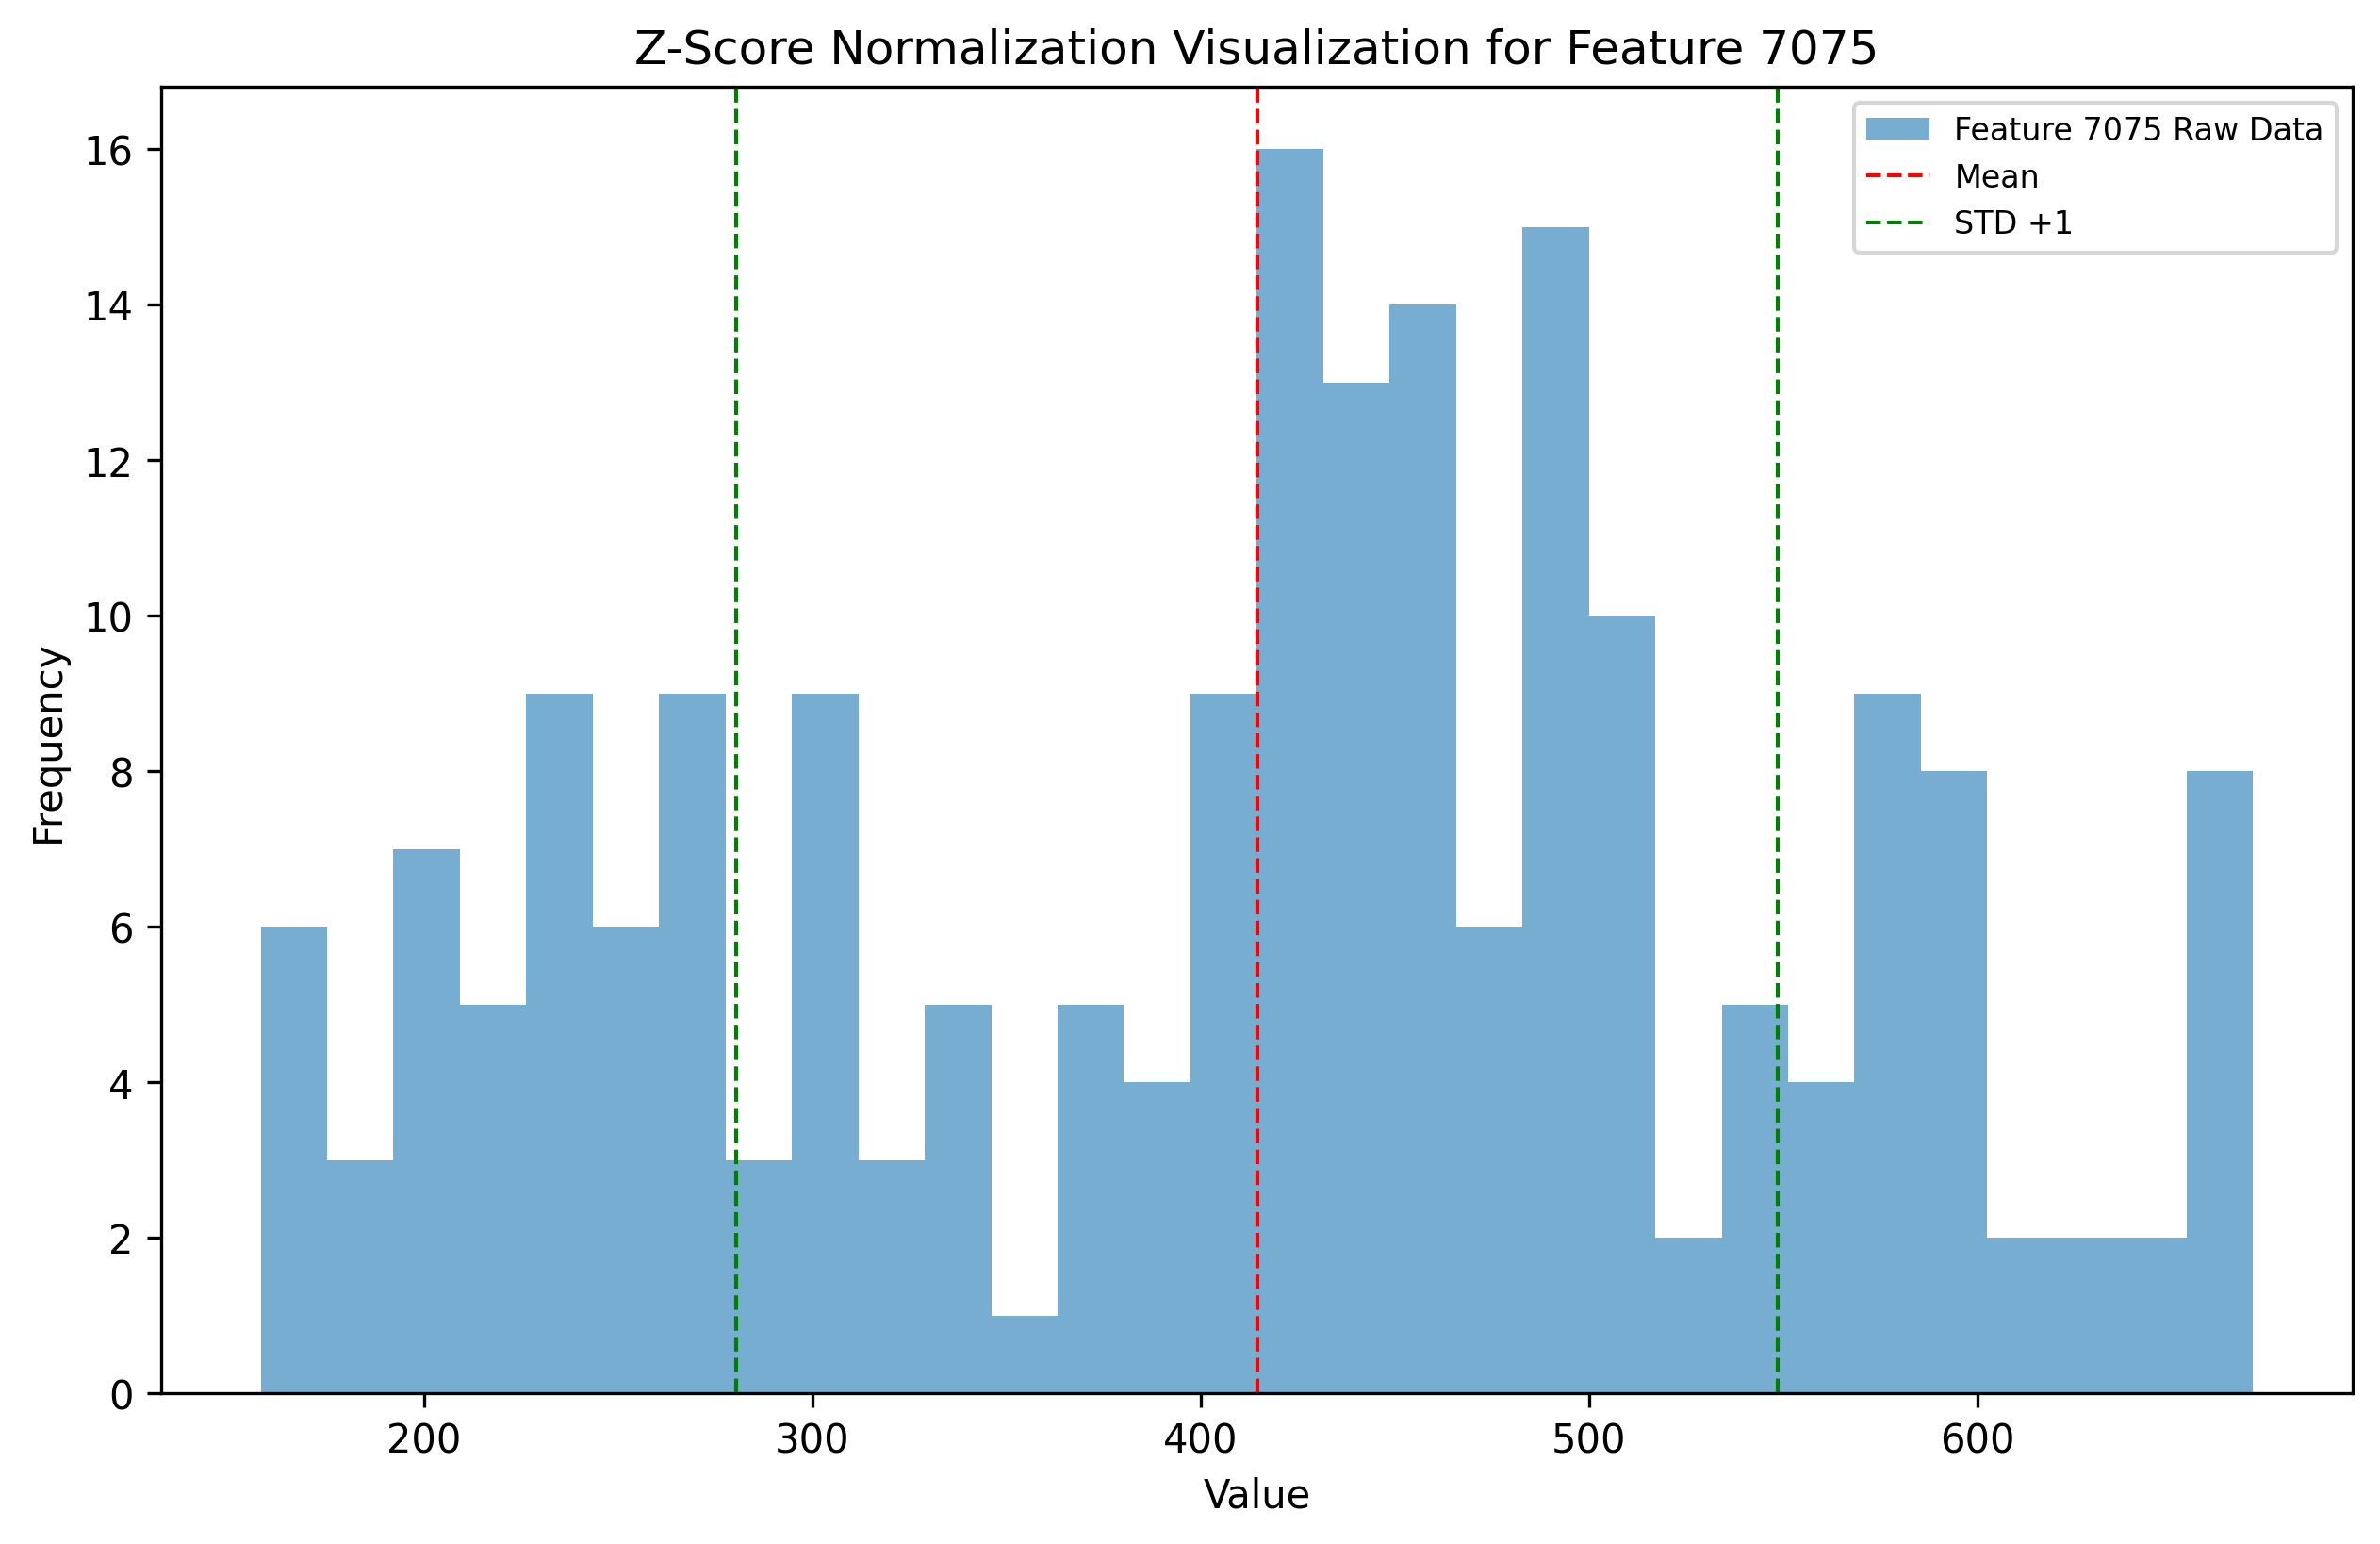 Z-Score Normalization Visualization for Feature 7075
Feature 7075 Raw Data
Mean
STD +1
16
14
12
10
8
6
4
2
0
Frequency
200 300 400 500 600
Value